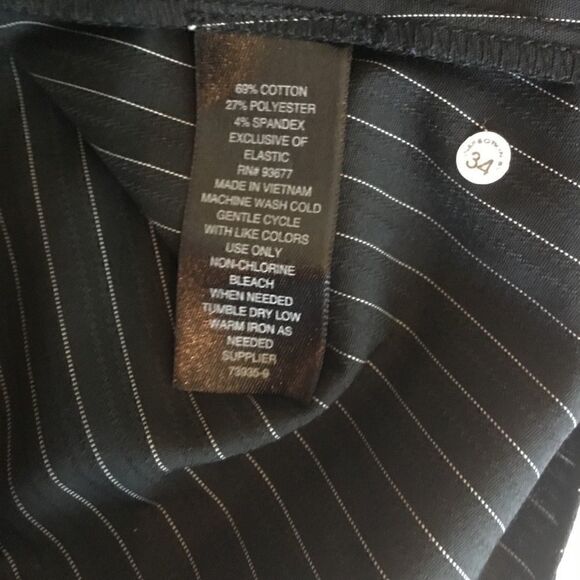 69% COTTON
27% POLYESTER
4% SPANDEX
EXCLUSIVE OF
ELASTIC
RN# 93677
MADE IN VIETNAM
MACHINE WASH COLD
GENTLE CYCLE
WITH LIKE COLORS
USE ONLY
NON-CHLORINE
BLEACH
WHEN NEEDED
TUMBLE DRY LOW
WARM IRON AS
NEEDED
SUPPLIER
73935-9
34